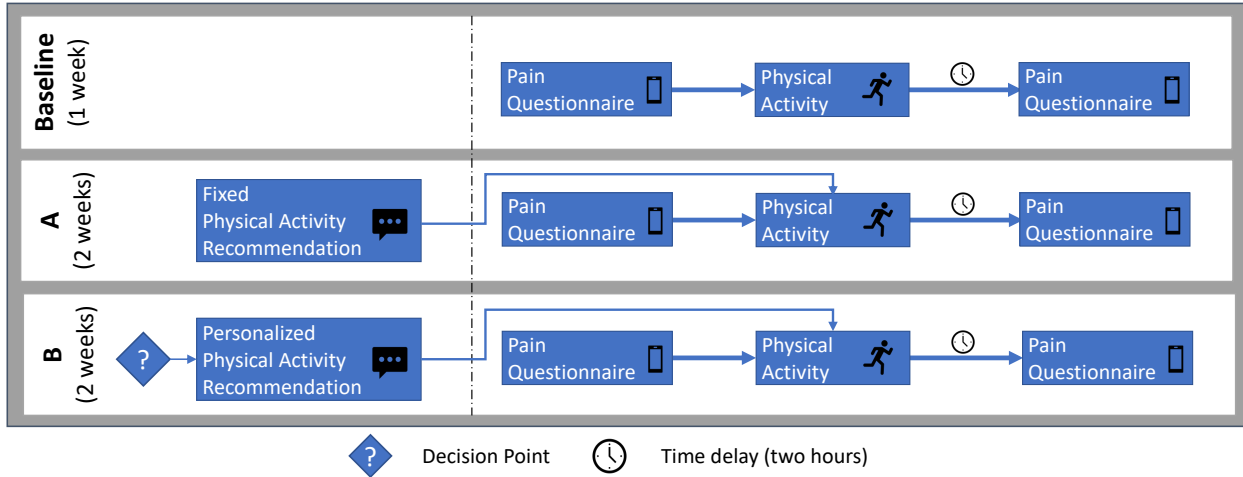 Baseline
(1 week)
Pain
Questionnaire
Physical
Activity
Pain
Questionnaire
A
(2 weeks)
Fixed
Physical Activity
Recommendation
Pain
Questionnaire
Physical
Activity
Pain
Questionnaire
B
(2 weeks)
?
Personalized
Physical Activity
Recommendation
Pain
Questionnaire
Physical
Activity
Pain
Questionnaire
?
Decision Point
Time delay (two hours)